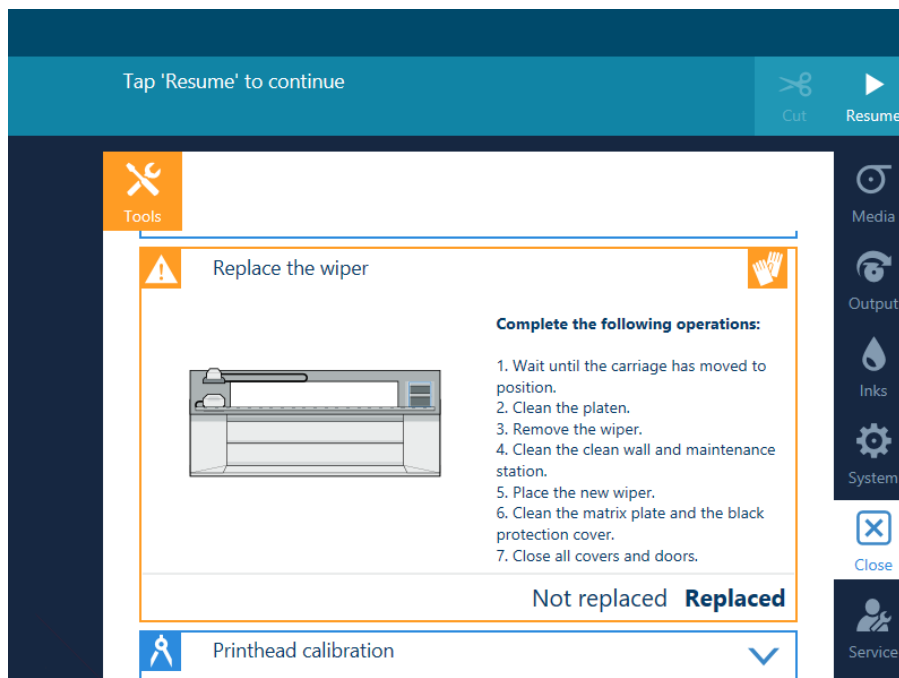 Tap 'Resume' to continue
Cut
Resume
Tools
Media
Replace the wiper
Output
Complete the following operations:
1. Wait until the carriage has moved to
position.
2. Clean the platen.
3. Remove the wiper.
4. Clean the clean wall and maintenance
station.
5. Place the new wiper.
6. Clean the matrix plate and the black
protection cover.
7. Close all covers and doors.
Inks
System
Close
Not replaced Replaced
Printhead calibration
Service